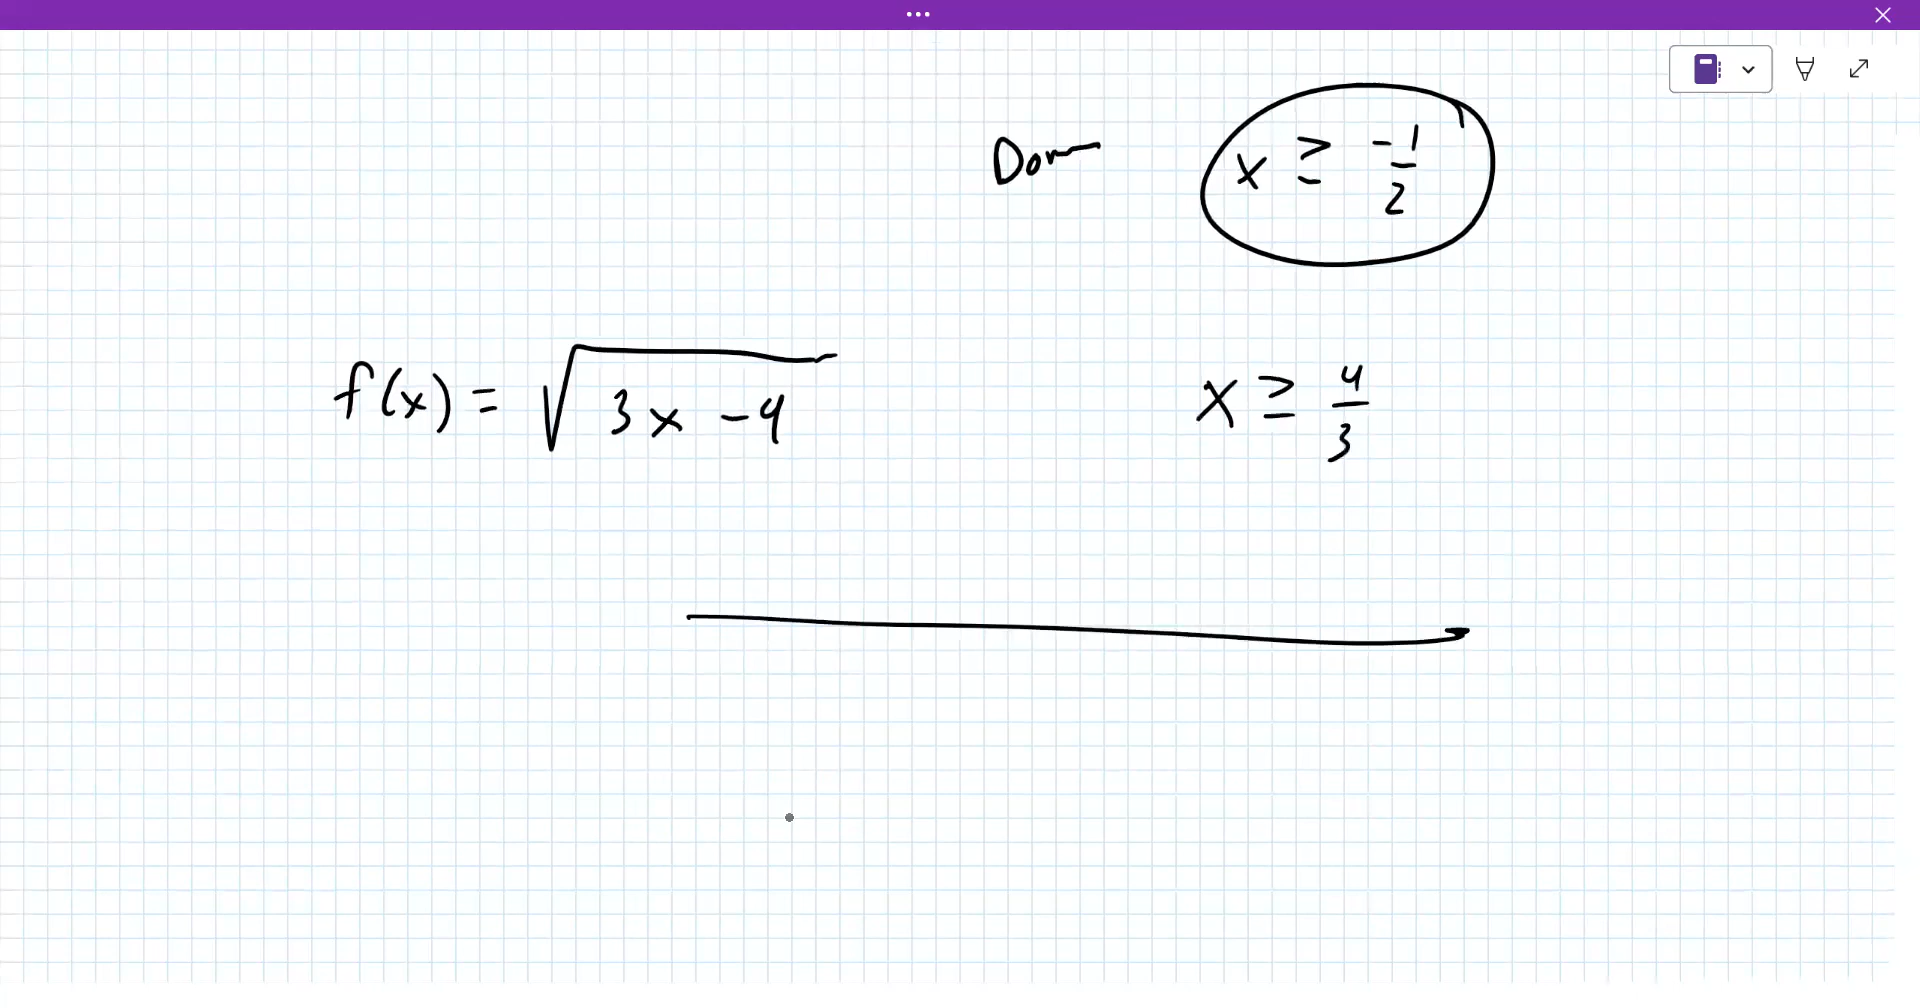 Dom x ≥ -1/2
f(x) = √(3x - 4) x ≥ 4/3